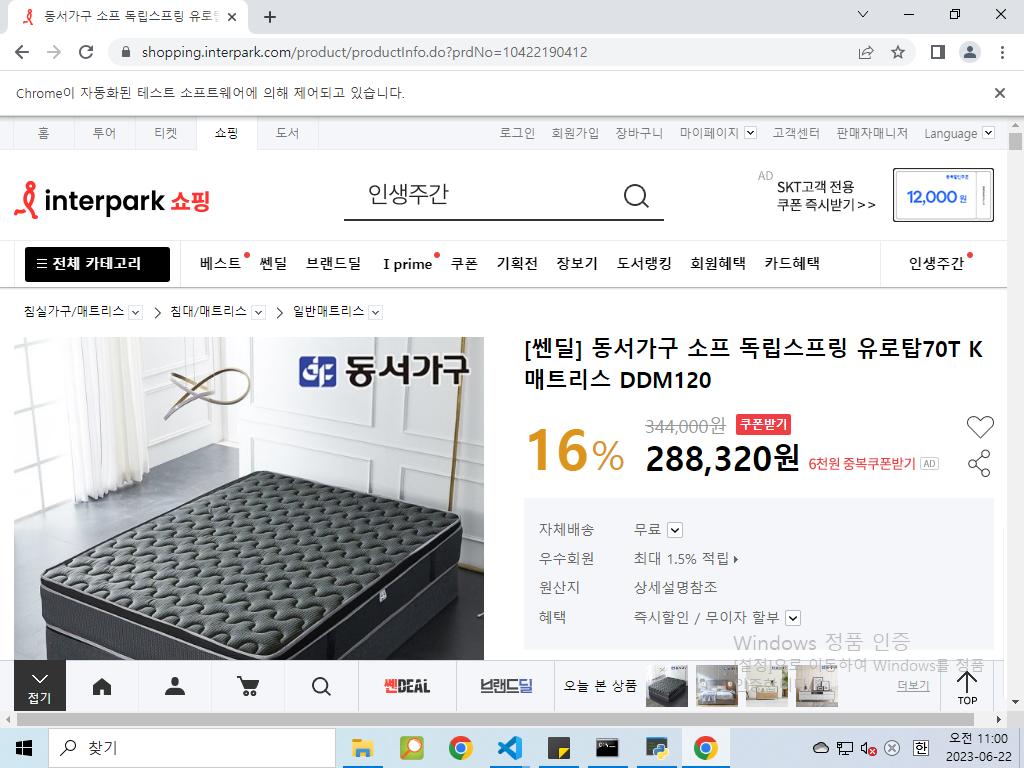 동서가구 소프 독립스프링 유로탑
shopping.interpark.com/product/productInfo.do?prdNo=10422190412
Chrome이 자동화된 테스트 소프트웨어에 의해 제어되고 있습니다.
홈 투어 티켓 쇼핑 도서 로그인 회원가입 장바구니 마이페이지 고객센터 판매자매니저 Language
interpark 쇼핑 인생주간
AD SKT고객 전용
쿠폰 즉시받기>>
12,000원
전체 카테고리 베스트 쎈딜 브랜드딜 I prime 쿠폰 기획전 장보기 도서랭킹 회원혜택 카드혜택 인생주간
침실가구/매트리스 > 침대/매트리스 > 일반매트리스
동서가구
[쎈딜] 동서가구 소프 독립스프링 유로탑70T K
매트리스 DDM120
16% 344,000원 쿠폰받기
288,320원 6천원 중복쿠폰받기 AD
자체배송 무료
우수회원 최대 1.5% 적립
원산지 상세설명참조
혜택 즉시할인 / 무이자 할부
Windows 정품 인증
[설정]으로 이동하여 Windows를 정품
접기 쎈DEAL 브랜드딜 오늘 본 상품 더보기 TOP
찾기
한
오전 11:00
2023-06-22